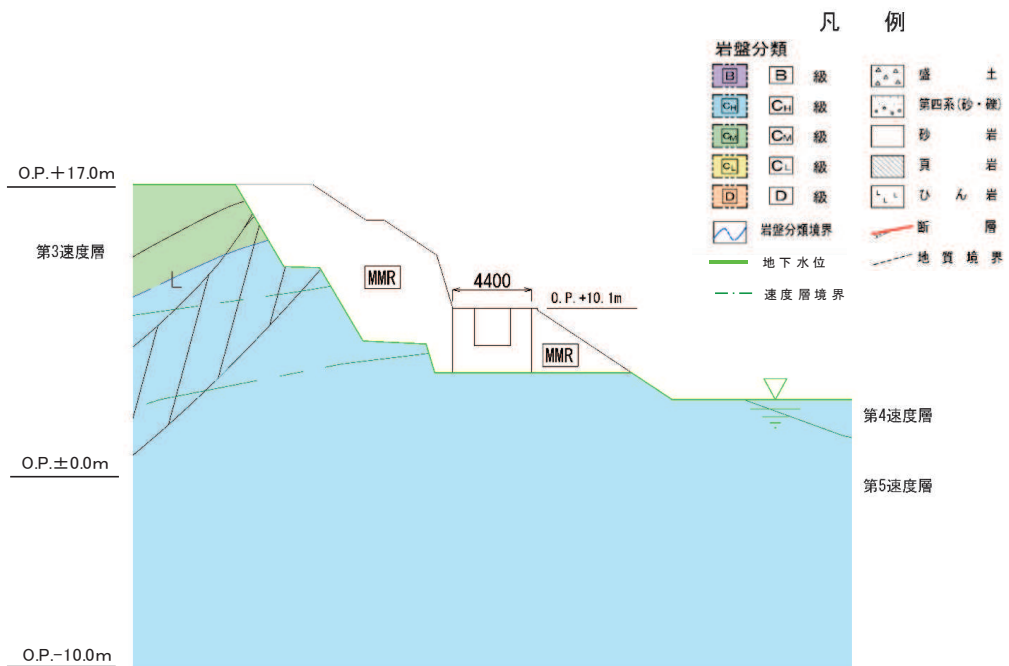 凡 例
岩盤分類
B B 級
CH CH 級
CM CM 級
CL CL 級
D D 級
岩盤分類境界
地下水位
速度層境界
盛 土
第四系(砂・礫)
砂 岩
頁 岩
ひ ん 岩
断 層
地 質 境 界
O.P.+17.0m
第3速度層
MMR
4400
O.P.+10.1m
MMR
第4速度層
O.P.±0.0m
第5速度層
O.P.-10.0m